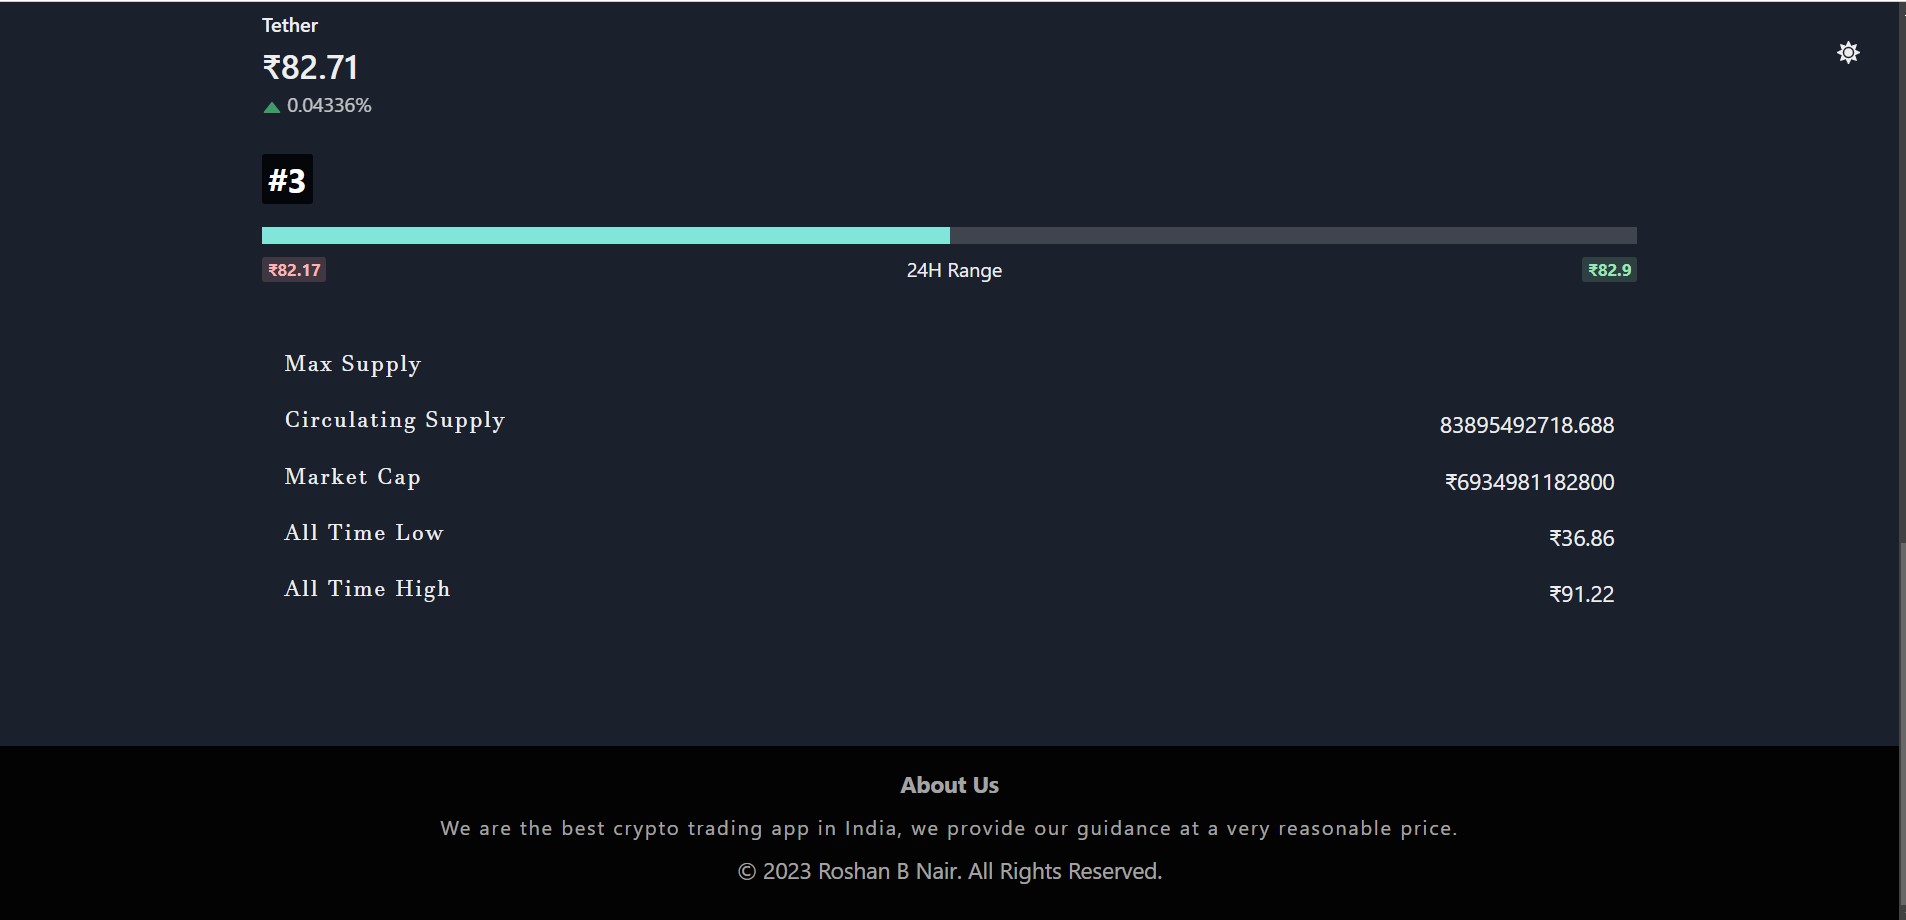 Tether
₹82.71
0.04336%
#3
₹82.17 24H Range ₹82.9
Max Supply
Circulating Supply 83895492718.688
Market Cap ₹6934981182800
All Time Low ₹36.86
All Time High ₹91.22
About Us
We are the best crypto trading app in India, we provide our guidance at a very reasonable price.
© 2023 Roshan B Nair. All Rights Reserved.